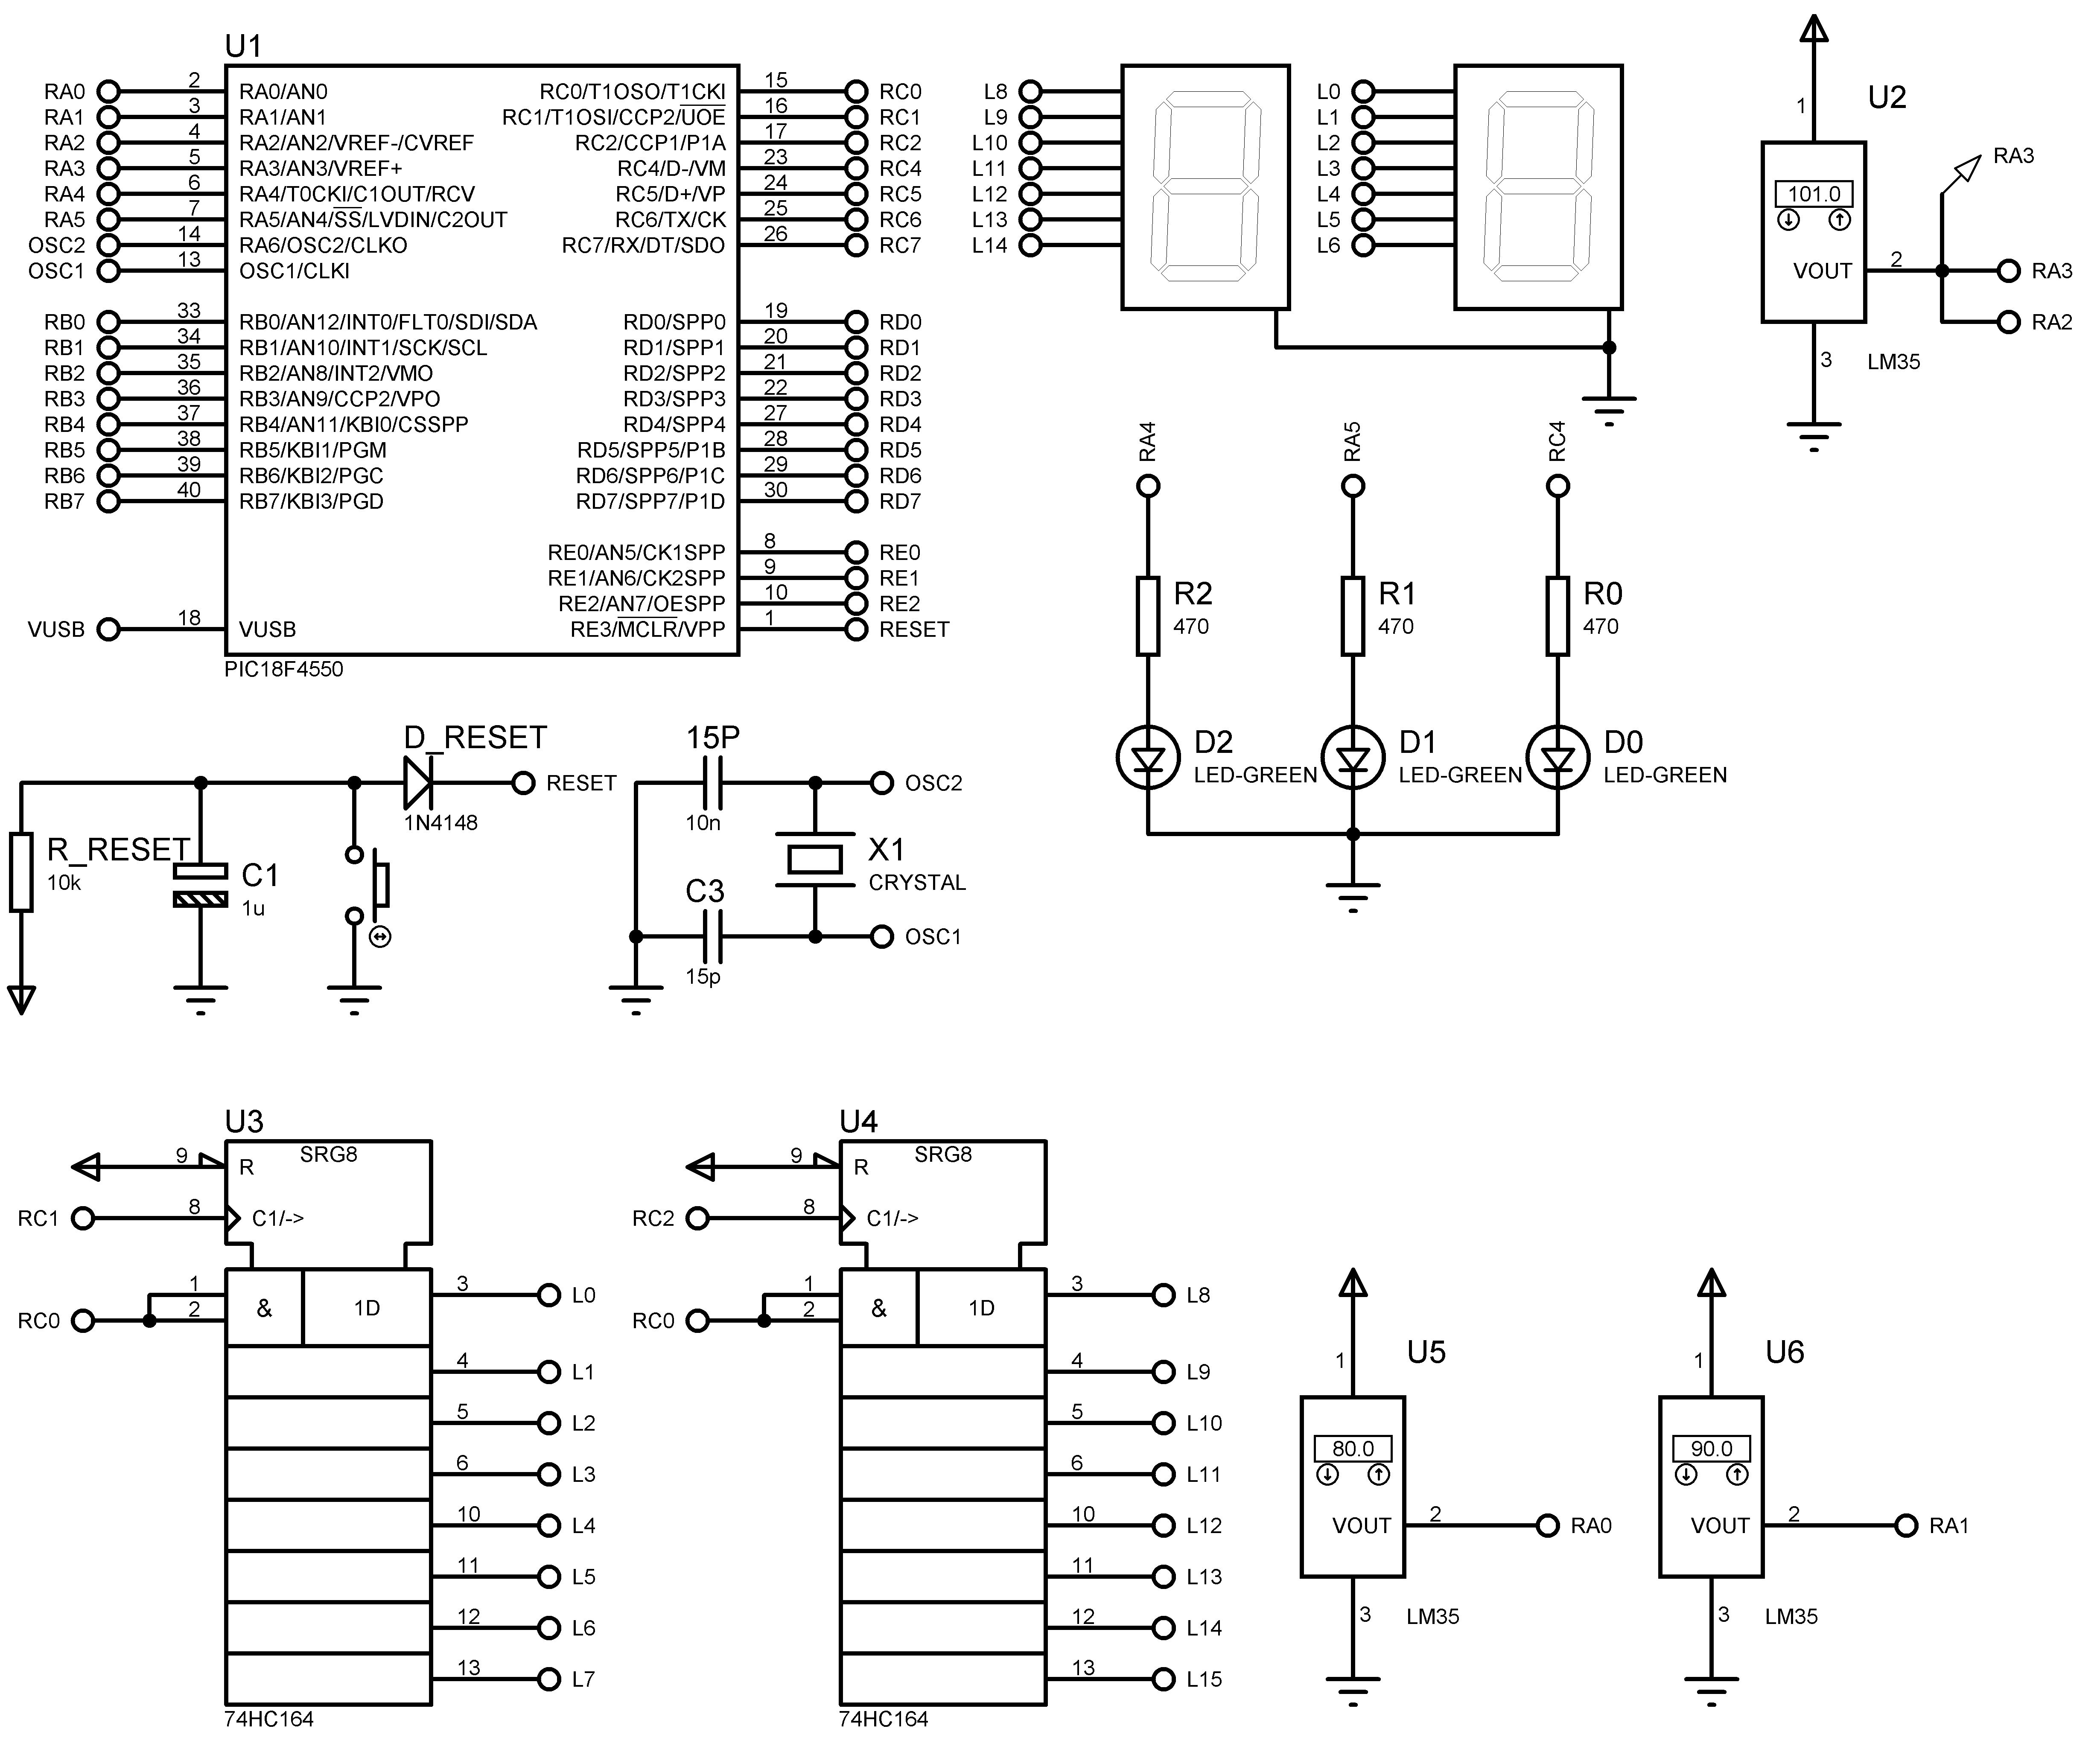 U1
RA0 2 RA0/AN0 RC0/T1OSO/T1CKI 15 RC0
RA1 3 RA1/AN1 RC1/T1OSI/CCP2/UOE 16 RC1
RA2 4 RA2/AN2/VREF-/CVREF RC2/CCP1/P1A 17 RC2
RA3 5 RA3/AN3/VREF+ RC4/D-/VM 23 RC4
RA4 6 RA4/T0CKI/C1OUT/RCV RC5/D+/VP 24 RC5
RA5 7 RA5/AN4/SS/LVDIN/C2OUT RC6/TX/CK 25 RC6
OSC2 14 RA6/OSC2/CLKO RC7/RX/DT/SDO 26 RC7
OSC1 13 OSC1/CLKI
RB0 33 RB0/AN12/INT0/FLT0/SDI/SDA RD0/SPP0 19 RD0
RB1 34 RB1/AN10/INT1/SCK/SCL RD1/SPP1 20 RD1
RB2 35 RB2/AN8/INT2/VMO RD2/SPP2 21 RD2
RB3 36 RB3/AN9/CCP2/VPO RD3/SPP3 22 RD3
RB4 37 RB4/AN11/KBI0/CSSPP RD4/SPP4 27 RD4
RB5 38 RB5/KBI1/PGM RD5/SPP5/P1B 28 RD5
RB6 39 RB6/KBI2/PGC RD6/SPP6/P1C 29 RD6
RB7 40 RB7/KBI3/PGD RD7/SPP7/P1D 30 RD7
RE0/AN5/CK1SPP 8 RE0
RE1/AN6/CK2SPP 9 RE1
RE2/AN7/OESPP 10 RE2
VUSB 18 VUSB RE3/MCLR/VPP 1 RESET
PIC18F4550
L8
L9
L10
L11
L12
L13
L14
L0
L1
L2
L3
L4
L5
L6
1 U2
101.0
VOUT 2 RA3
RA3
RA2
3 LM35
RA4 RA5 RC4
R2 R1 R0
470 470 470
D2 D1 D0
LED-GREEN LED-GREEN LED-GREEN
D_RESET
RESET
1N4148
R_RESET
10k
C1
1u
15P
OSC2
10n
X1
CRYSTAL
C3
OSC1
15p
U3
9 R SRG8
RC1 8 C1/->
1 3 L0
RC0 2 & 1D
4 L1
5 L2
6 L3
10 L4
11 L5
12 L6
13 L7
74HC164
U4
9 R SRG8
RC2 8 C1/->
1 3 L8
RC0 2 & 1D
4 L9
5 L10
6 L11
10 L12
11 L13
12 L14
13 L15
74HC164
1 U5
80.0
VOUT 2 RA0
3 LM35
1 U6
90.0
VOUT 2 RA1
3 LM35